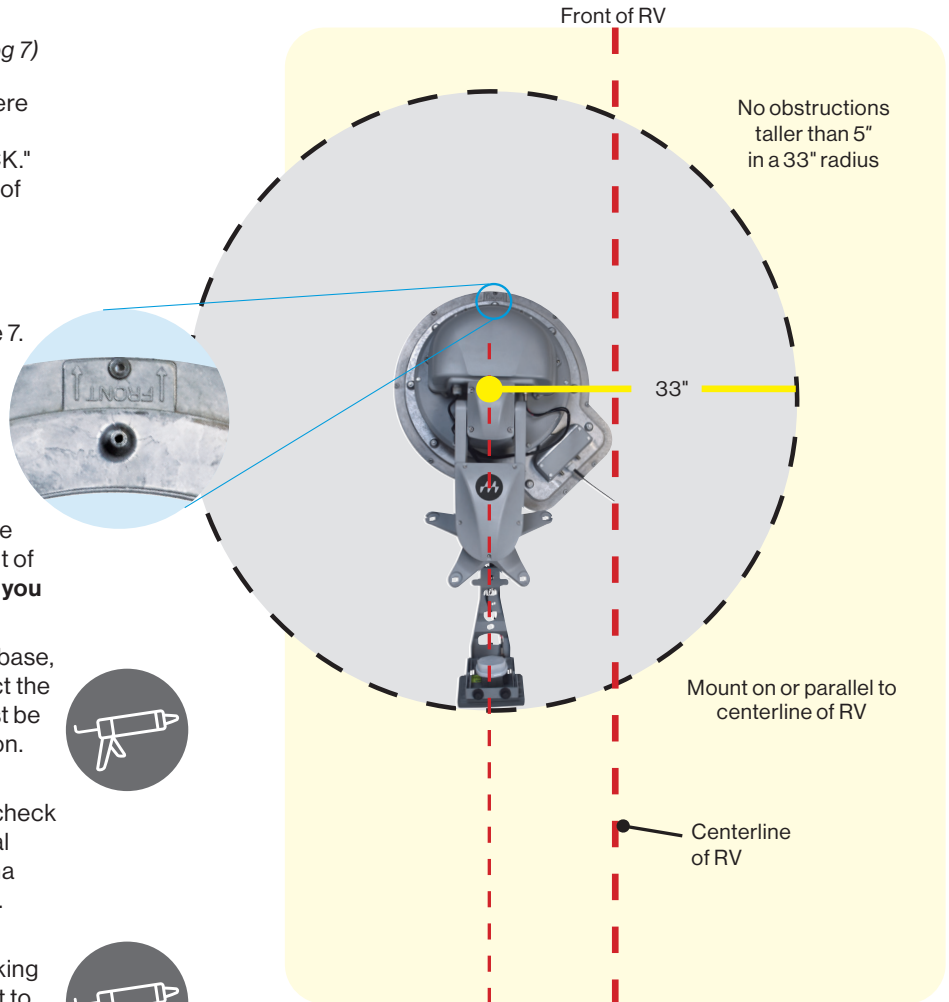 Front of RV
g 7)
ere
K."
of
No obstructions
taller than 5"
in a 33" radius
e 7.
FRONT
33"
e
t of
you
base,
ct the
st be
on.
Mount on or parallel to
centerline of RV
check
al
a
.
Centerline
of RV
king
t to